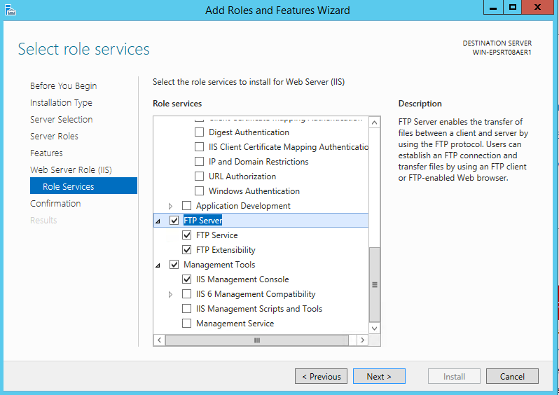 Add Roles and Features Wizard
Select role services
DESTINATION SERVER
WIN-EPSRT08AER1
Before You Begin
Installation Type
Server Selection
Server Roles
Features
Web Server Role (IIS)
Role Services
Confirmation
Results
Select the role services to install for Web Server (IIS)
Role services
Client Certificate Mapping Authentication
Digest Authentication
IIS Client Certificate Mapping Authentication
IP and Domain Restrictions
URL Authorization
Windows Authentication
Application Development
FTP Server
FTP Service
FTP Extensibility
Management Tools
IIS Management Console
IIS 6 Management Compatibility
IIS Management Scripts and Tools
Management Service
Description
FTP Server enables the transfer of
files between a client and server by
using the FTP protocol. Users can
establish an FTP connection and
transfer files by using an FTP client
or FTP-enabled Web browser.
< Previous
Next >
Install
Cancel